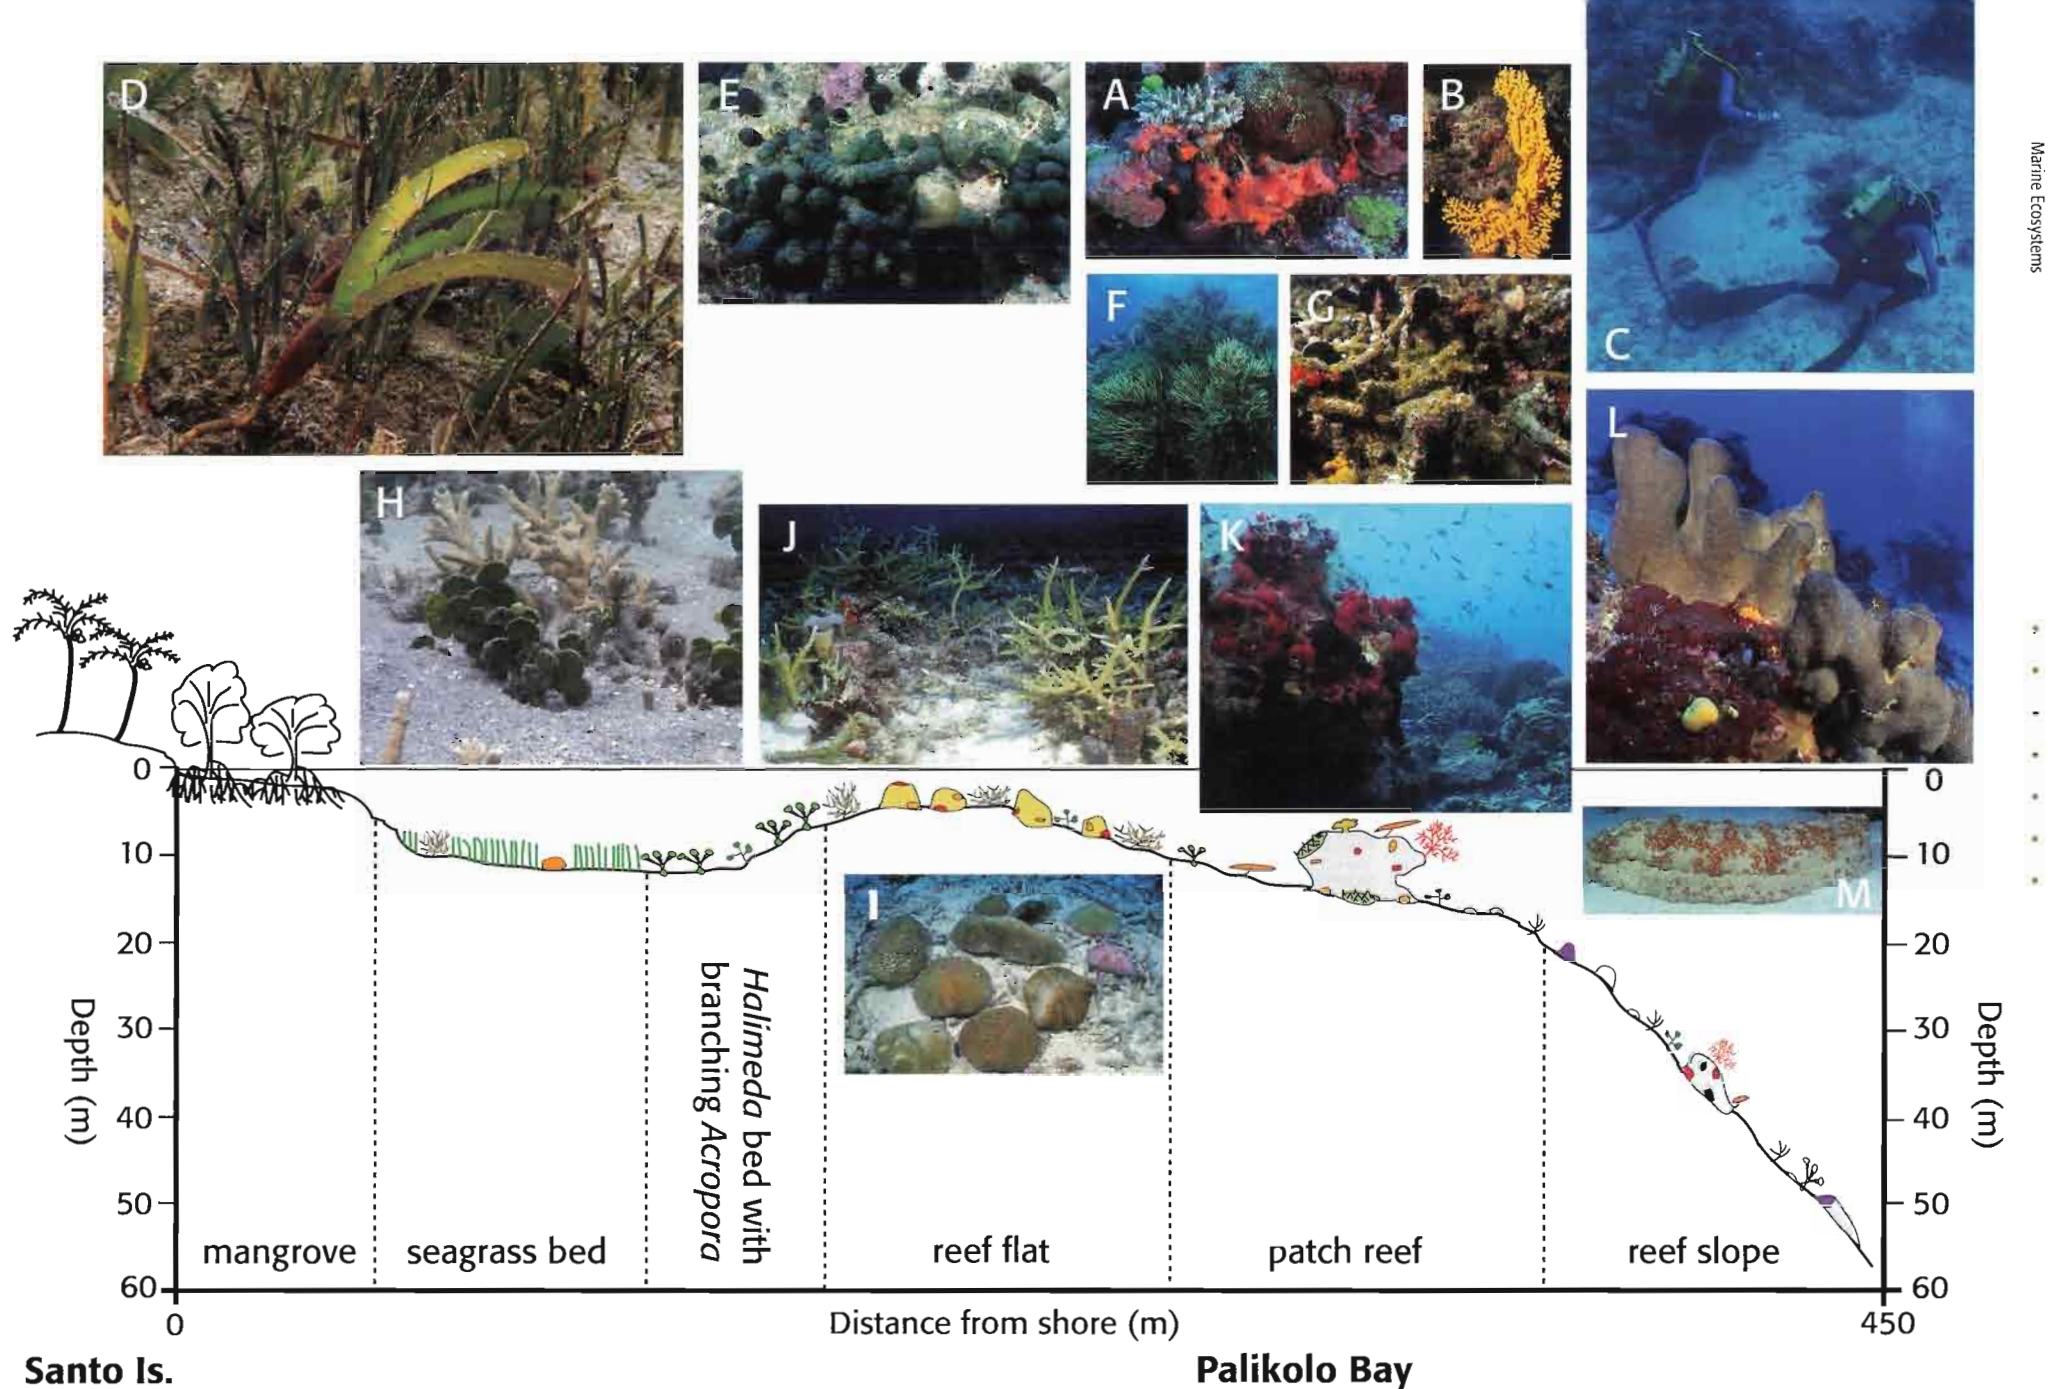 D
E
A
B
C
Marine Ecosystems
F
G
L
H
J
K
0
0
10
10
M
I
20
20
30
30
Depth (m)
Depth (m)
Halimeda bed with
branching Acropora
40
40
50
50
mangrove
seagrass bed
reef flat
patch reef
reef slope
60
60
0
Distance from shore (m)
450
Santo Is.
Palikolo Bay